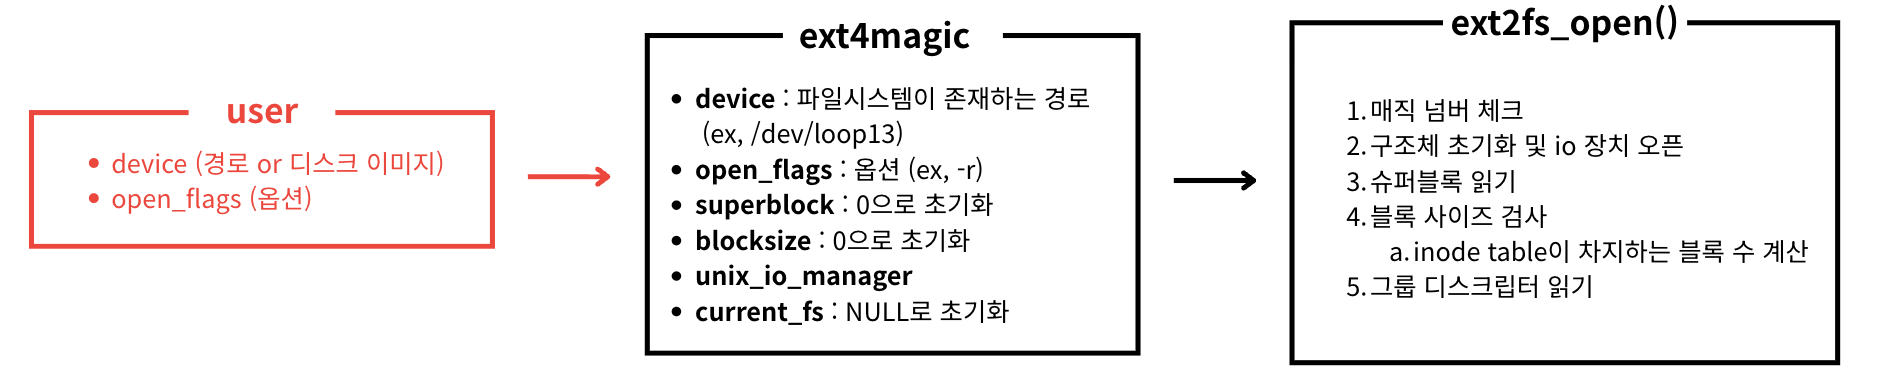 user
• device (경로 or 디스크 이미지)
• open_flags (옵션)
ext4magic
• device : 파일시스템이 존재하는 경로
(ex, /dev/loop13)
• open_flags : 옵션 (ex, -r)
• superblock : 0으로 초기화
• blocksize : 0으로 초기화
• unix_io_manager
• current_fs : NULL로 초기화
ext2fs_open()
1. 매직 넘버 체크
2. 구조체 초기화 및 io 장치 오픈
3. 슈퍼블록 읽기
4. 블록 사이즈 검사
a. inode table이 차지하는 블록 수 계산
5. 그룹 디스크립터 읽기